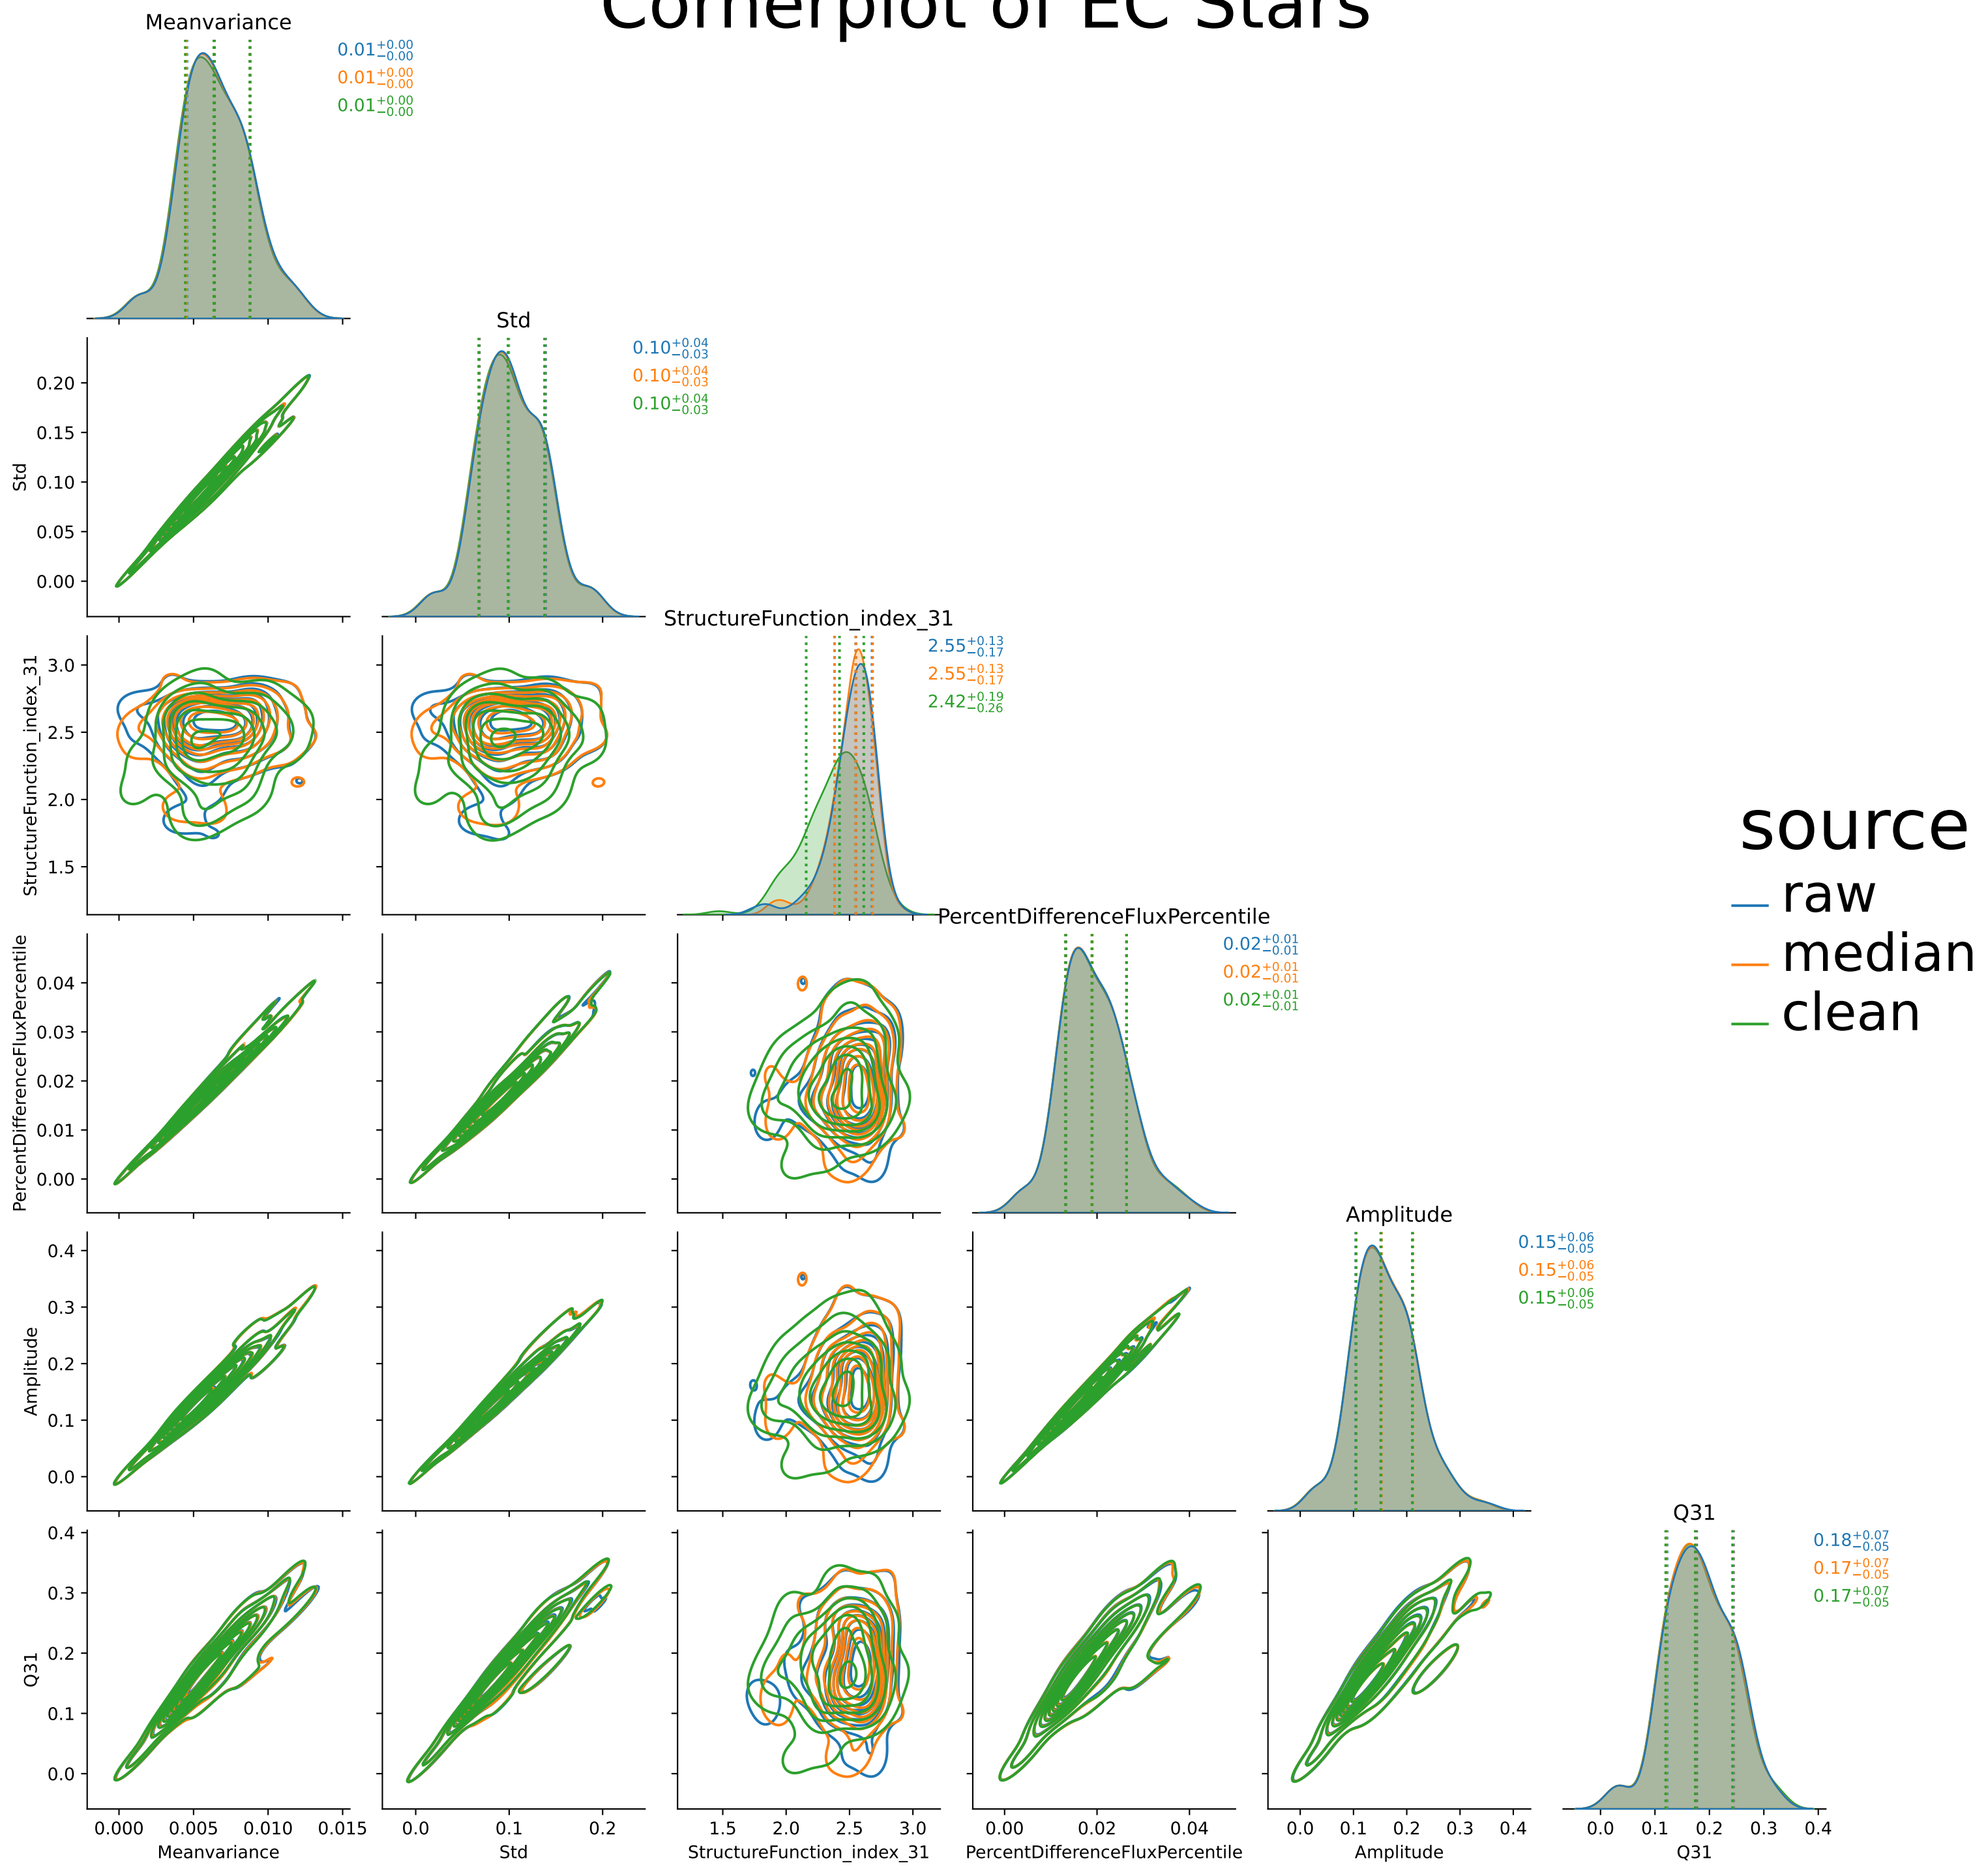 Cornerplot of EC Stars
Meanvariance
0.01+0.00−0.00
0.01+0.00−0.00
0.01+0.00−0.00
Std
0.10+0.04−0.03
0.10+0.04−0.03
0.10+0.04−0.03
Std
0.20
0.15
0.10
0.05
0.00
StructureFunction_index_31
2.55+0.13−0.17
2.55+0.13−0.17
2.42+0.19−0.26
StructureFunction_index_31
3.0
2.5
2.0
1.5
source
raw
median
clean
PercentDifferenceFluxPercentile
0.02+0.01−0.01
0.02+0.01−0.01
0.02+0.01−0.01
PercentDifferenceFluxPercentile
0.04
0.03
0.02
0.01
0.00
Amplitude
0.15+0.06−0.05
0.15+0.06−0.05
0.15+0.06−0.05
Amplitude
0.4
0.3
0.2
0.1
0.0
Q31
0.18+0.07−0.05
0.17+0.07−0.05
0.17+0.07−0.05
Q31
0.4
0.3
0.2
0.1
0.0
0.000 0.005 0.010 0.015
Meanvariance
0.0 0.1 0.2
Std
1.5 2.0 2.5 3.0
StructureFunction_index_31
0.00 0.02 0.04
PercentDifferenceFluxPercentile
0.0 0.1 0.2 0.3 0.4
Amplitude
0.0 0.1 0.2 0.3 0.4
Q31